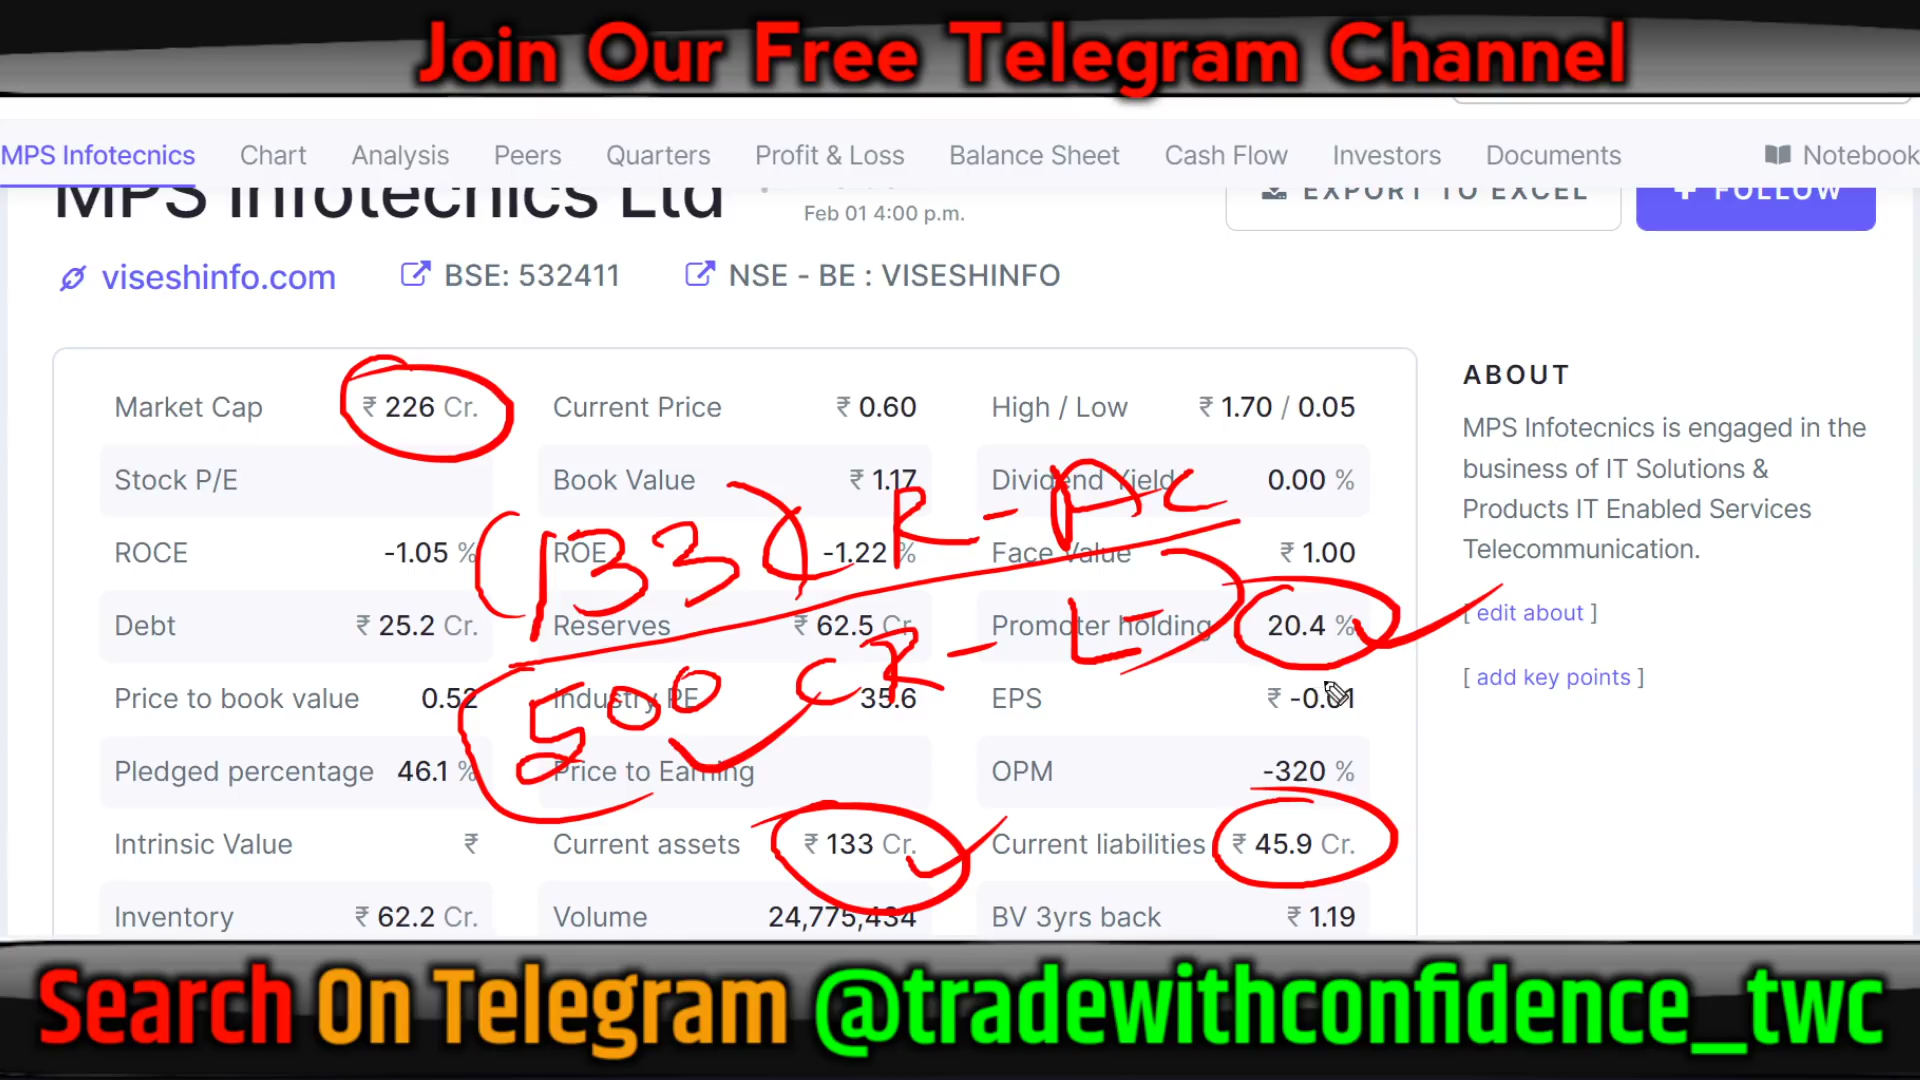 Join Our Free Telegram Channel
MPS Infotecnics Chart Analysis Peers Quarters Profit & Loss Balance Sheet Cash Flow Investors Documents Notebook
MPS Infotecnics Ltd
Feb 01 4:00 p.m.
EXPORT TO EXCEL
+ FOLLOW
viseshinfo.com BSE: 532411 NSE - BE : VISESHINFO
Market Cap ₹ 226 Cr. Current Price ₹ 0.60 High / Low ₹ 1.70 / 0.05
Stock P/E Book Value ₹ 1.17 Dividend Yield 0.00 %
ROCE -1.05 % ROE -1.22 % Face Value ₹ 1.00
Debt ₹ 25.2 Cr. Reserves ₹ 62.5 Cr. Promoter holding 20.4 %
Price to book value 0.52 Industry PE 35.6 EPS ₹ -0.01
Pledged percentage 46.1 % Price to Earning OPM -320 %
Intrinsic Value ₹ Current assets ₹ 133 Cr. Current liabilities ₹ 45.9 Cr.
Inventory ₹ 62.2 Cr. Volume 24,775,434 BV 3yrs back ₹ 1.19
133
500 CR - L
ABOUT
MPS Infotecnics is engaged in the
business of IT Solutions &
Products IT Enabled Services
Telecommunication.
[ edit about ]
[ add key points ]
Search On Telegram @tradewithconfidence_twc